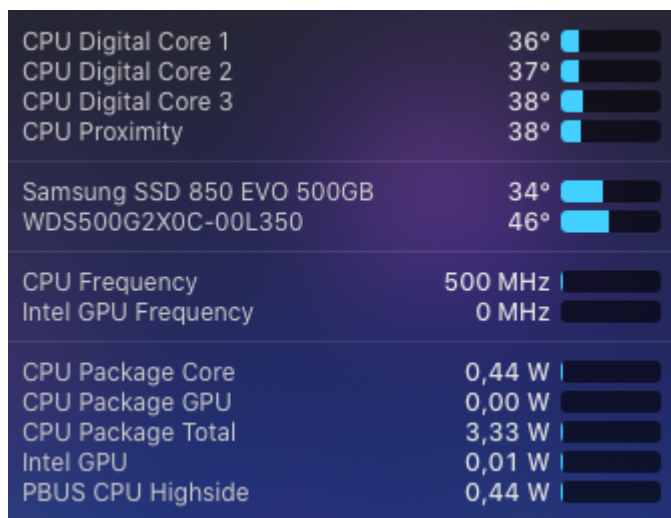 CPU Digital Core 1 36°
CPU Digital Core 2 37°
CPU Digital Core 3 38°
CPU Proximity 38°
Samsung SSD 850 EVO 500GB 34°
WDS500G2X0C-00L350 46°
CPU Frequency 500 MHz
Intel GPU Frequency 0 MHz
CPU Package Core 0,44 W
CPU Package GPU 0,00 W
CPU Package Total 3,33 W
Intel GPU 0,01 W
PBUS CPU Highside 0,44 W